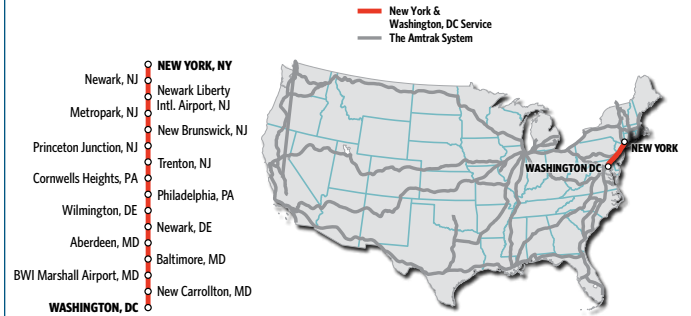 New York &
Washington, DC Service
The Amtrak System
NEW YORK, NY
Newark, NJ
Newark Liberty
Intl. Airport, NJ
Metropark, NJ
New Brunswick, NJ
Princeton Junction, NJ
Trenton, NJ
Cornwells Heights, PA
Philadelphia, PA
Wilmington, DE
Newark, DE
Aberdeen, MD
Baltimore, MD
BWI Marshall Airport, MD
New Carrollton, MD
WASHINGTON, DC
NEW YORK
WASHINGTON DC